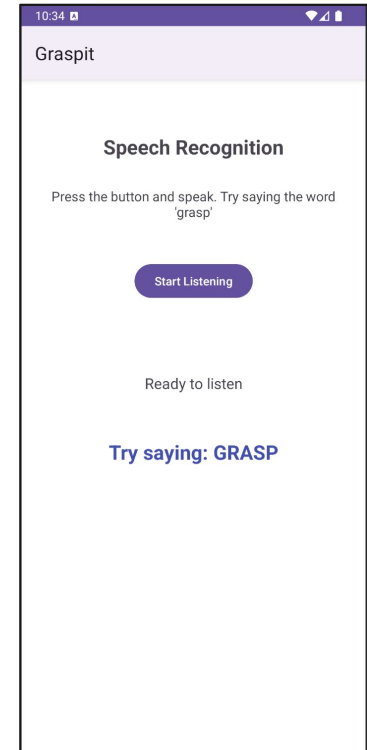 10:34
Graspit
Speech Recognition
Press the button and speak. Try saying the word
'grasp'
Start Listening
Ready to listen
Try saying: GRASP